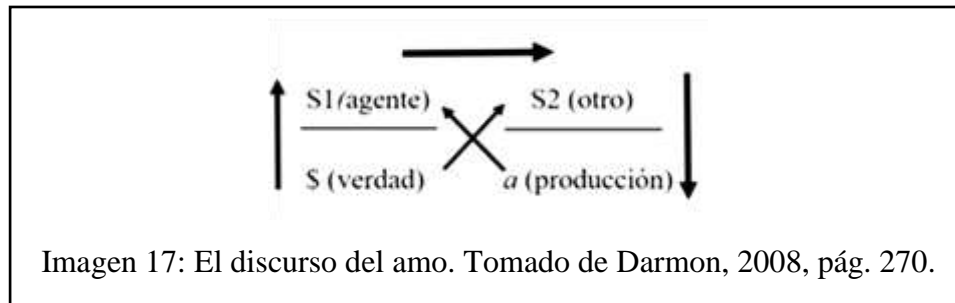 S1(agente) S2 (otro)
$ (verdad) a (producción)
Imagen 17: El discurso del amo. Tomado de Darmon, 2008, pág. 270.